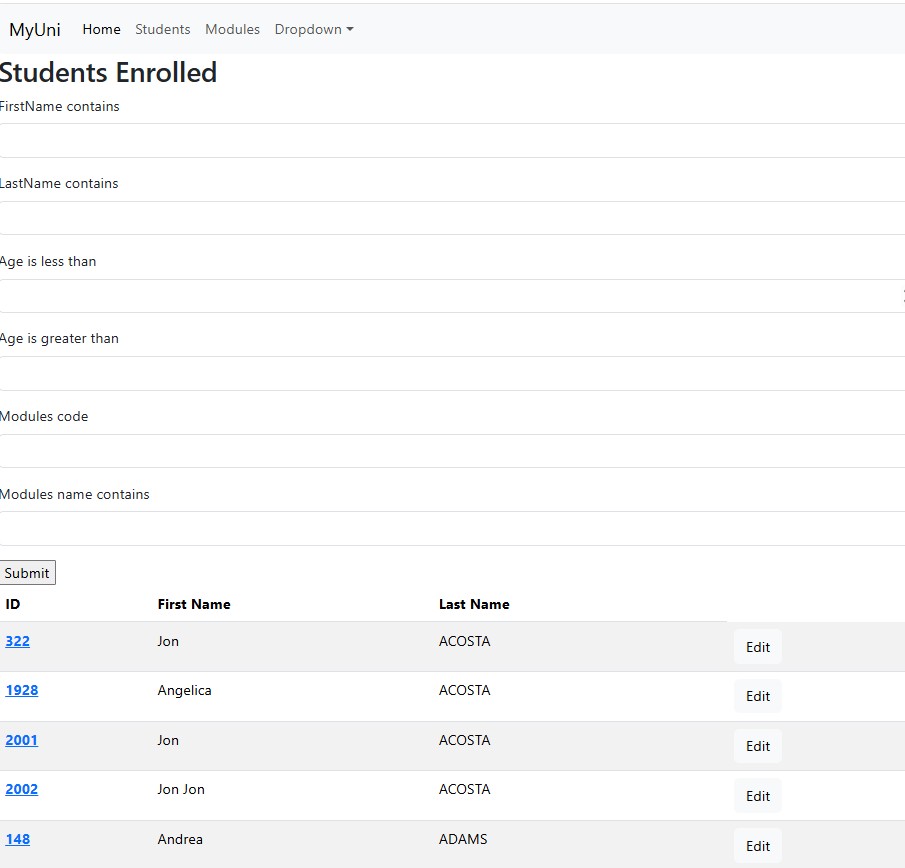 MyUni Home Students Modules Dropdown
Students Enrolled
FirstName contains
LastName contains
Age is less than
Age is greater than
Modules code
Modules name contains
Submit
ID First Name Last Name
322 Jon ACOSTA Edit
1928 Angelica ACOSTA Edit
2001 Jon ACOSTA Edit
2002 Jon Jon ACOSTA Edit
148 Andrea ADAMS Edit